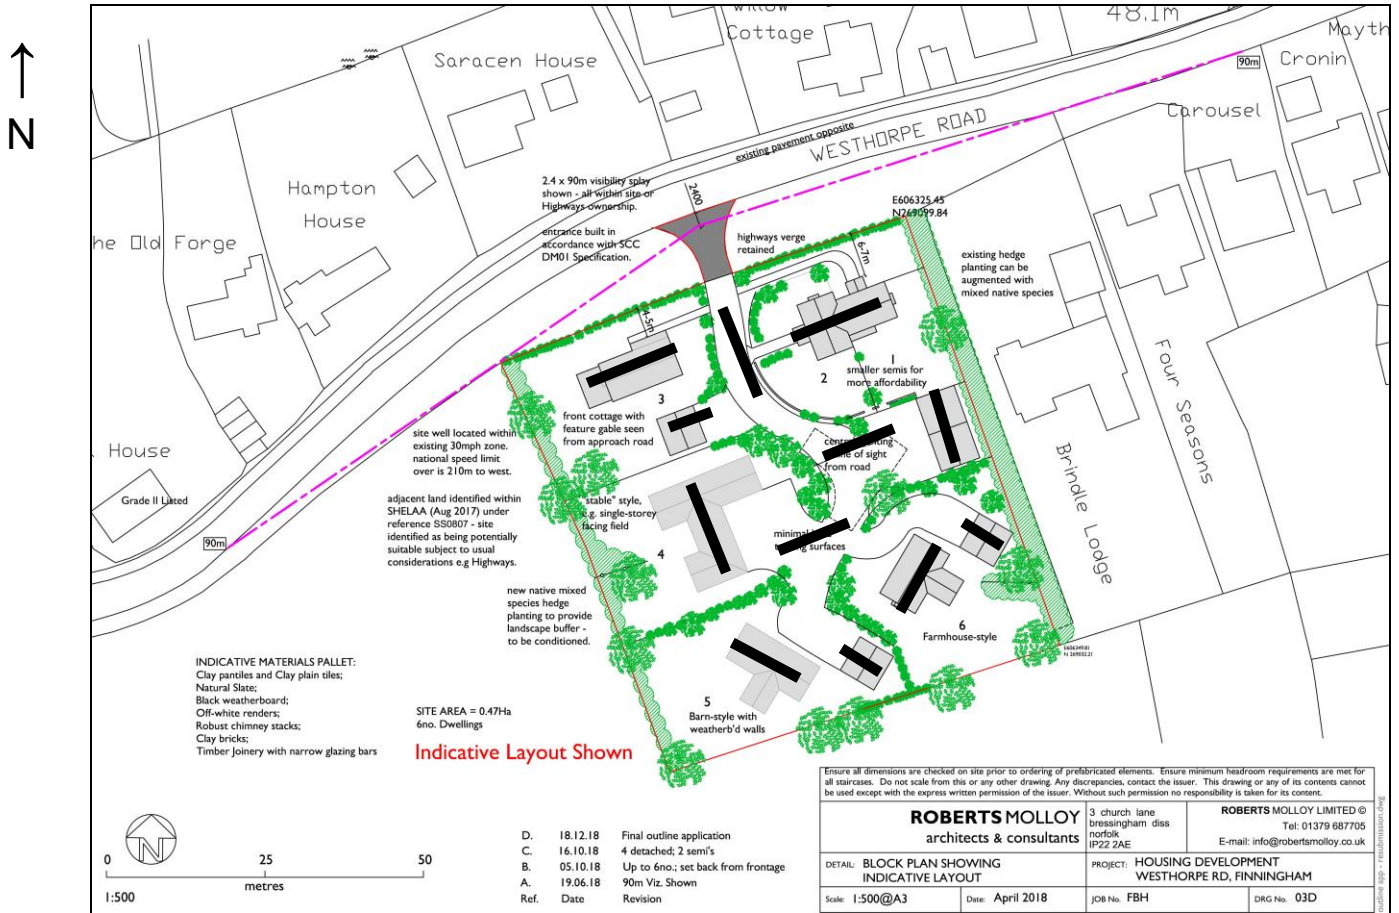 N
Willow
Cottage
48.1m
Mayth
Cronin
90m
Carousel
Saracen House
existing pavement opposite
WESTHORPE ROAD
Hampton
House
he Old Forge
2.4 x 90m visibility splay
shown - all within site or
Highways ownership.
2400
entrance built in
accordance with SCC
DM01 Specification.
highways verge
retained
E606325.45
N269099.84
6-7m
existing hedge
planting can be
augmented with
mixed native species
4-5m
1
2
smaller semis for
more affordability
3
front cottage with
feature gable seen
from approach road
Four Seasons
Brindle Lodge
House
Grade II Listed
90m
site well located within
existing 30mph zone.
national speed limit
over is 210m to west.
of sight
from road
adjacent land identified within
SHELAA (Aug 2017) under
reference SS0807 - site
identified as being potentially
suitable subject to usual
considerations e.g Highways.
"stable" style,
e.g. single-storey
facing field
4
surfaces
new native mixed
species hedge
planting to provide
landscape buffer -
to be conditioned.
6
Farmhouse-style
5
Barn-style with
weatherb'd walls
INDICATIVE MATERIALS PALLET:
Clay pantiles and Clay plain tiles;
Natural Slate;
Black weatherboard;
Off-white renders;
Robust chimney stacks;
Clay bricks;
Timber Joinery with narrow glazing bars
SITE AREA = 0.47Ha
6no. Dwellings
Indicative Layout Shown
N
0 25 50
metres
1:500
D. 18.12.18 Final outline application
C. 16.10.18 4 detached; 2 semi's
B. 05.10.18 Up to 6no.; set back from frontage
A. 19.06.18 90m Viz. Shown
Ref. Date Revision
Ensure all dimensions are checked on site prior to ordering of prefabricated elements. Ensure minimum headroom requirements are met for
all staircases. Do not scale from this or any other drawing. Any discrepancies, contact the issuer. This drawing or any of its contents cannot
be used except with the express written permission of the issuer. Without such permission no responsibility is taken for its content.
ROBERTS MOLLOY
architects & consultants
3 church lane
bressingham diss
norfolk
IP22 2AE
ROBERTS MOLLOY LIMITED ©
Tel: 01379 687705
E-mail: info@robertsmolloy.co.uk
DETAIL: BLOCK PLAN SHOWING
INDICATIVE LAYOUT
PROJECT: HOUSING DEVELOPMENT
WESTHORPE RD, FINNINGHAM
Scale: 1:500@A3
Date: April 2018
JOB No. FBH
DRG No. 03D
outline app - resubmission.dwg